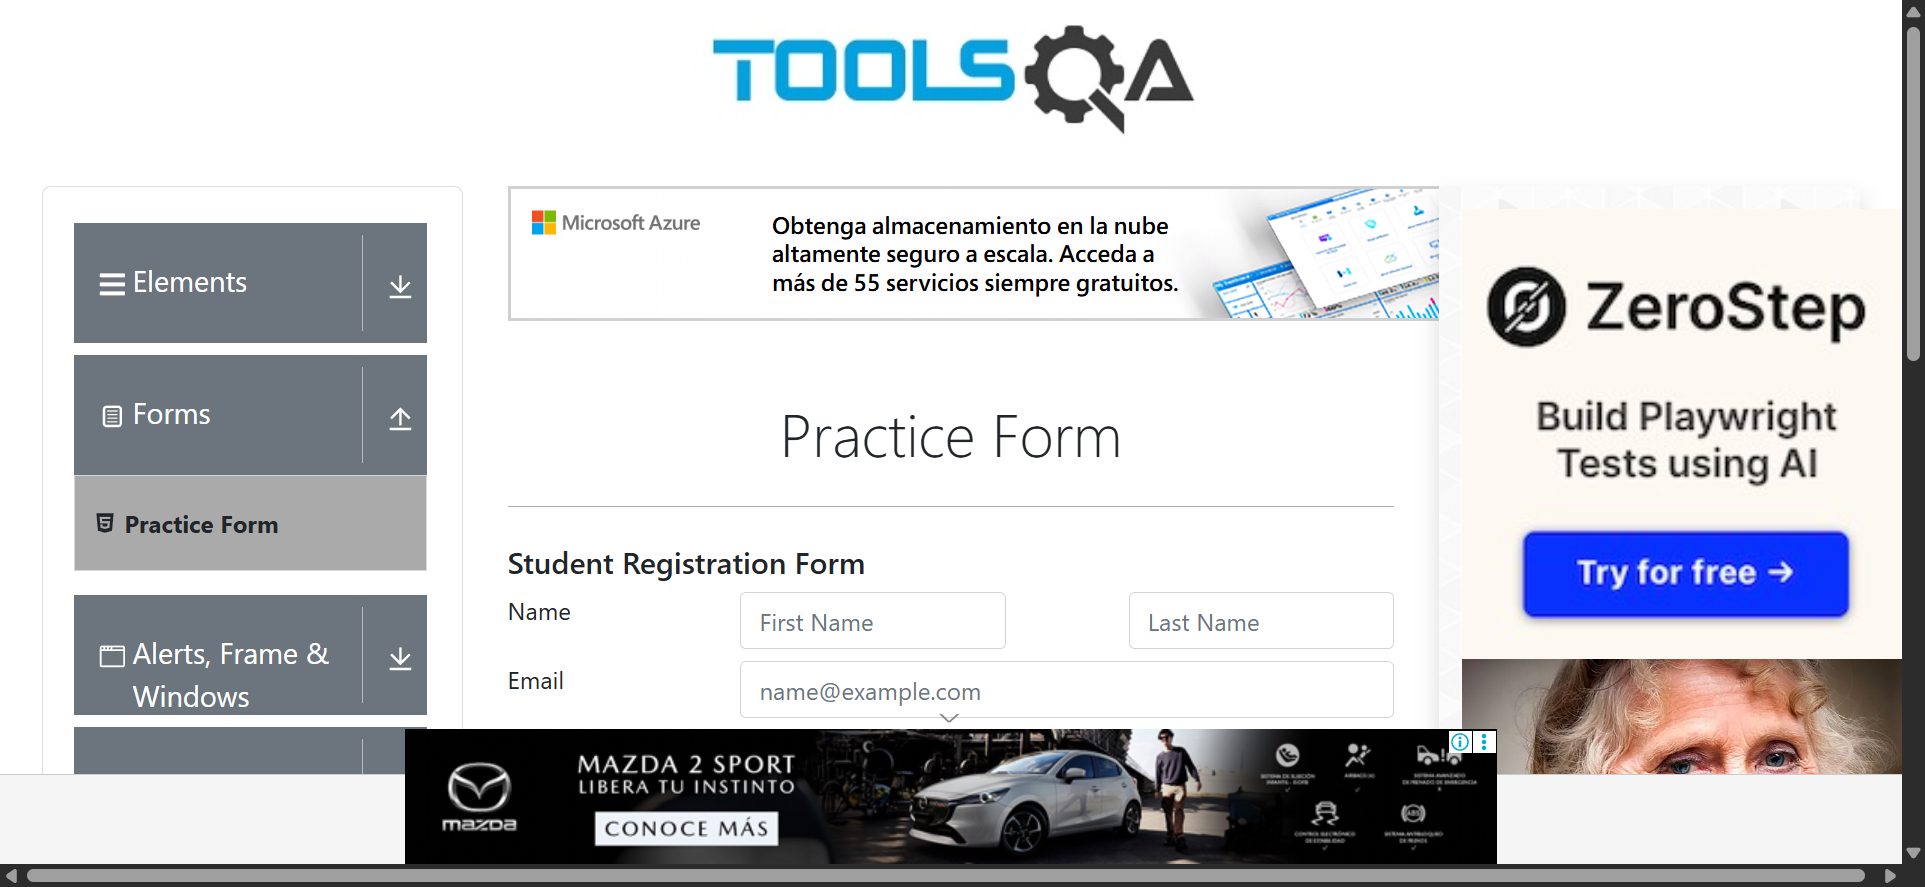 TOOLSQA
Elements
Forms
Practice Form
Alerts, Frame &
Windows
Microsoft Azure
Obtenga almacenamiento en la nube
altamente seguro a escala. Acceda a
más de 55 servicios siempre gratuitos.
Practice Form
Student Registration Form
Name
First Name
Last Name
Email
name@example.com
ZeroStep
Build Playwright
Tests using AI
Try for free →
mazda
MAZDA 2 SPORT
LIBERA TU INSTINTO
CONOCE MÁS